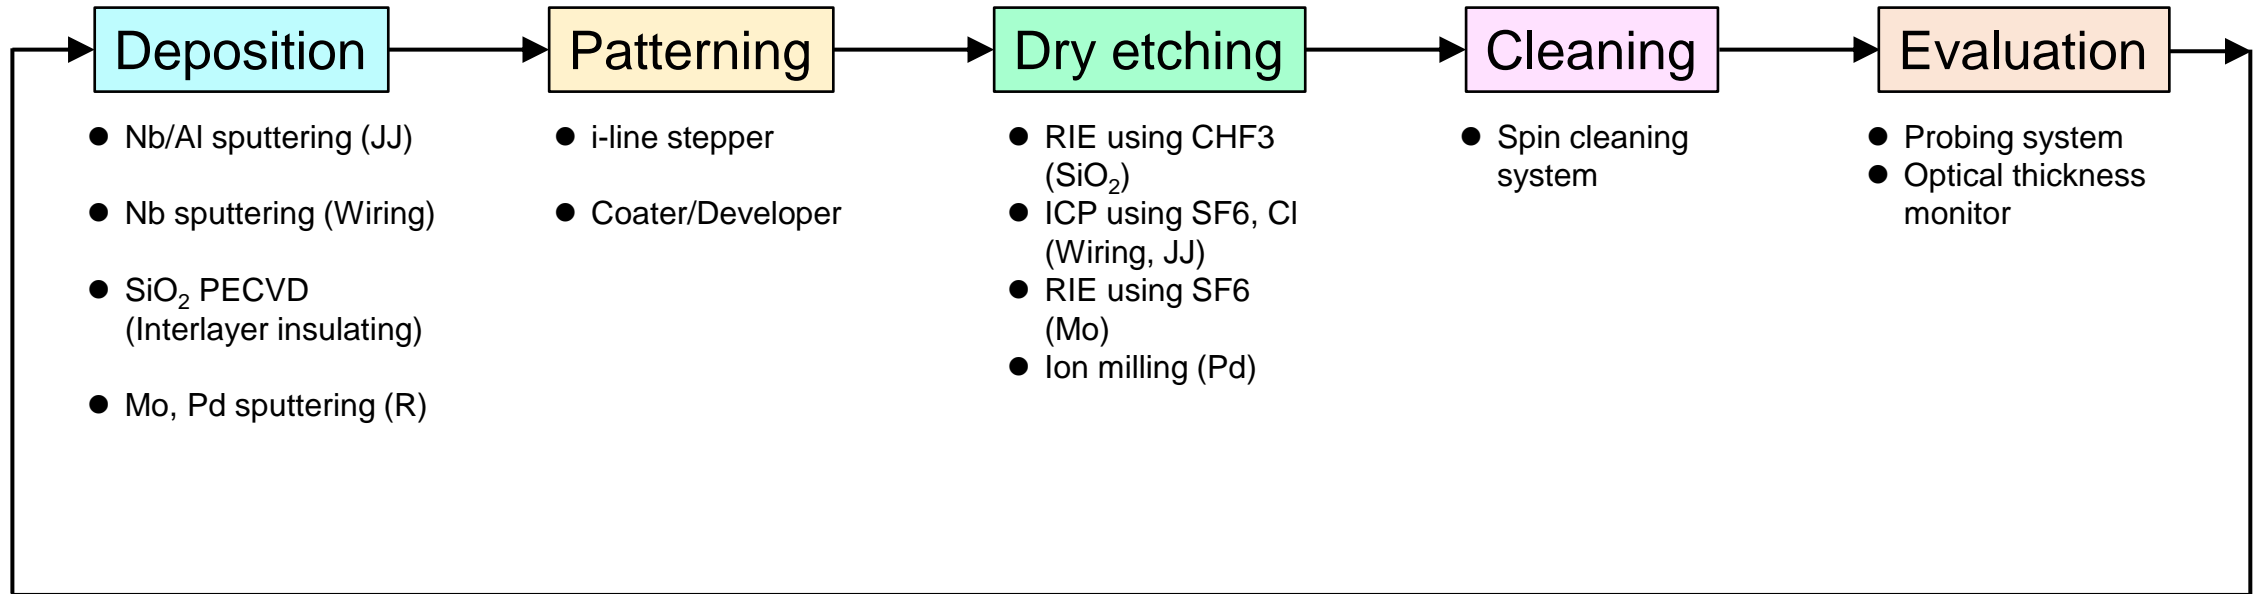 Deposition
Patterning
Dry etching
Cleaning
Evaluation
● Nb/Al sputtering (JJ)
● Nb sputtering (Wiring)
● SiO₂ PECVD
(Interlayer insulating)
● Mo, Pd sputtering (R)
● i-line stepper
● Coater/Developer
● RIE using CHF3
(SiO₂)
● ICP using SF6, Cl
(Wiring, JJ)
● RIE using SF6
(Mo)
● Ion milling (Pd)
● Spin cleaning
system
● Probing system
● Optical thickness
monitor